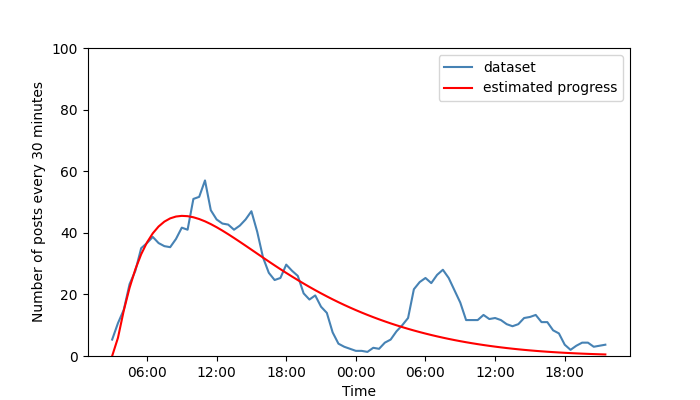 100
80
60
40
20
0
Number of posts every 30 minutes
dataset
estimated progress
06:00 12:00 18:00 00:00 06:00 12:00 18:00
Time